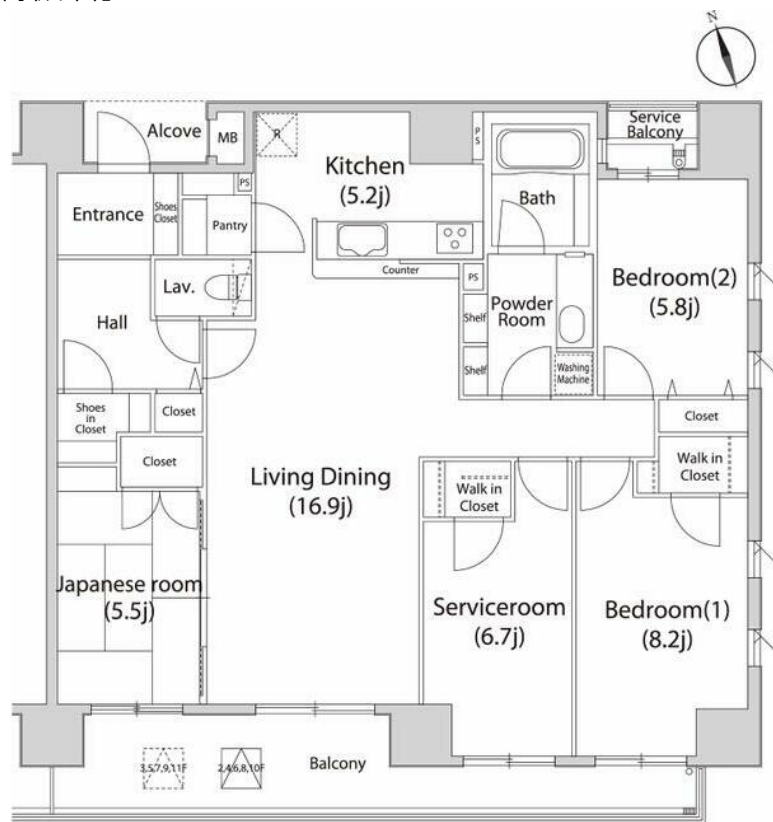 N
Alcove
MB
R
Kitchen
(5.2j)
PS
Bath
Service
Balcony
Entrance
Shoes
Closet
PS
Pantry
Lav.
Counter
Hall
PS
Powder
Room
Bedroom(2)
(5.8j)
Shelf
Shelf
Washing
Machine
Shoes
in
Closet
Closet
Closet
Closet
Living Dining
(16.9j)
Walk in
Closet
Walk in
Closet
Japanese room
(5.5j)
Serviceroom
(6.7j)
Bedroom(1)
(8.2j)
3,5,7,9,11F
2,4,6,8,10F
Balcony